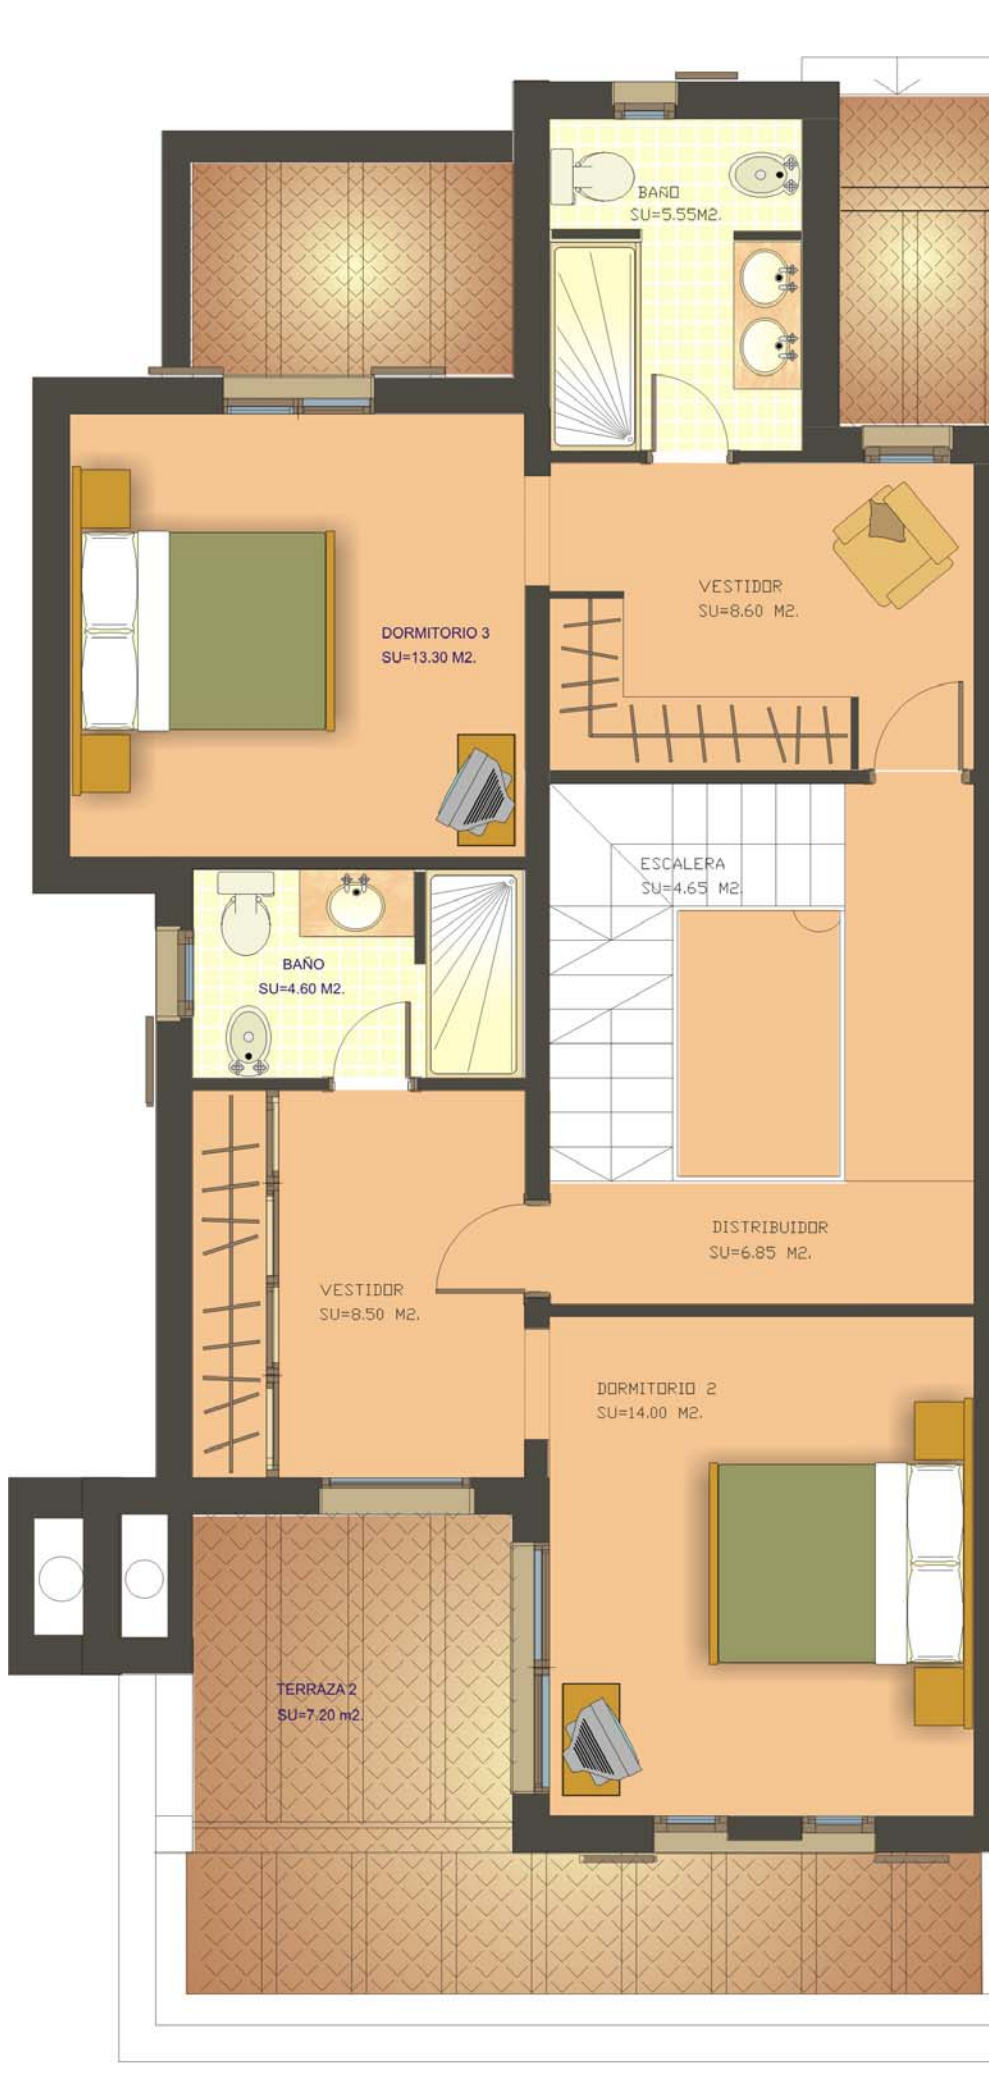 BAÑO
SU=5.55M2.
VESTIDOR
SU=8.60 M2.
DORMITORIO 3
SU=13.30 M2.
ESCALERA
SU=4.65 M2.
BAÑO
SU=4.60 M2.
DISTRIBUIDOR
SU=6.85 M2.
VESTIDOR
SU=8.50 M2.
DORMITORIO 2
SU=14.00 M2.
TERRAZA 2
SU=7.20 m2.